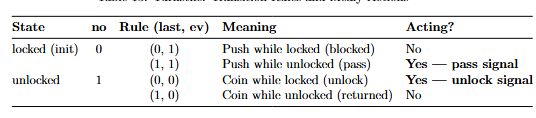 State no Rule (last, ev) Meaning Acting?
locked (init) 0 (0, 1) Push while locked (blocked) No
(1, 1) Push while unlocked (pass) Yes — pass signal
unlocked 1 (0, 0) Coin while locked (unlock) Yes — unlock signal
(1, 0) Coin while unlocked (returned) No